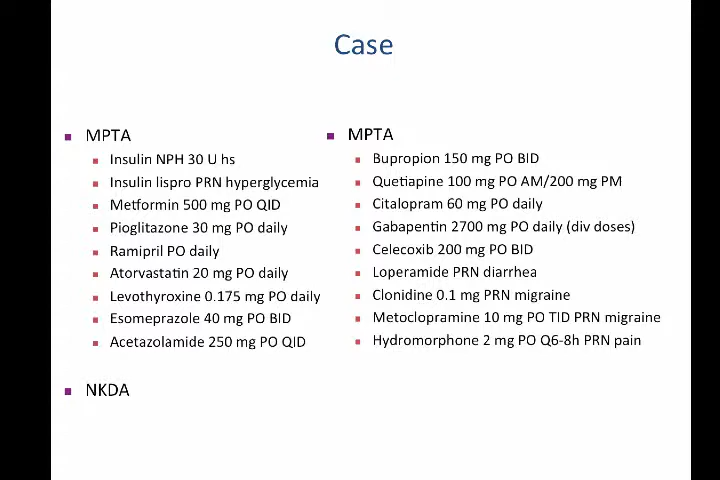 Case
MPTA
Insulin NPH 30 U hs
Insulin lispro PRN hyperglycemia
Metformin 500 mg PO QID
Pioglitazone 30 mg PO daily
Ramipril PO daily
Atorvastatin 20 mg PO daily
Levothyroxine 0.175 mg PO daily
Esomeprazole 40 mg PO BID
Acetazolamide 250 mg PO QID
NKDA
MPTA
Bupropion 150 mg PO BID
Quetiapine 100 mg PO AM/200 mg PM
Citalopram 60 mg PO daily
Gabapentin 2700 mg PO daily (div doses)
Celecoxib 200 mg PO BID
Loperamide PRN diarrhea
Clonidine 0.1 mg PRN migraine
Metoclopramine 10 mg PO TID PRN migraine
Hydromorphone 2 mg PO Q6-8h PRN pain